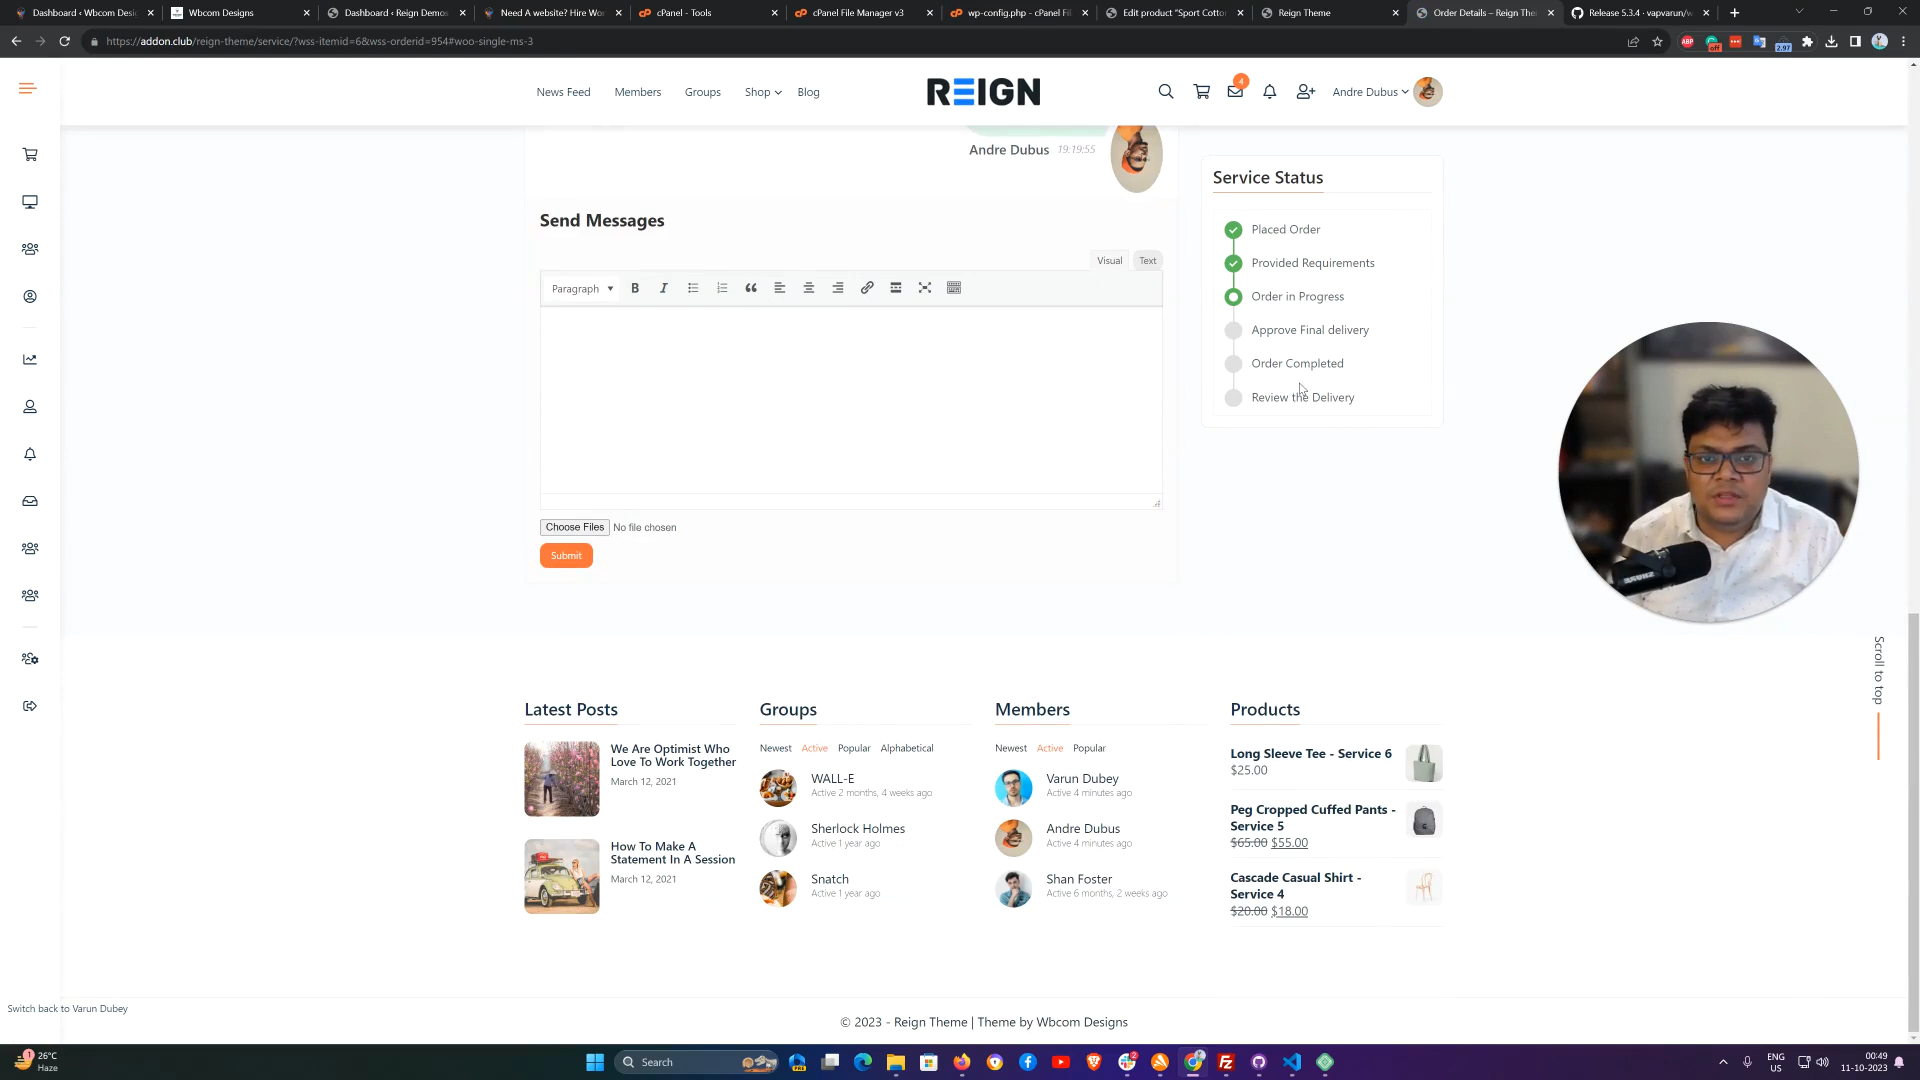 Dashboard ‹ Wbcom Desi
Wbcom Designs
Dashboard ‹ Reign Demos
Need A website? Hire Wo
cPanel - Tools
cPanel File Manager v3
wp-config.php - cPanel Fil
Edit product "Sport Cotto
Reign Theme
Order Details – Reign The
Release 5.3.4 · vapvarun/w
https://addon.club/reign-theme/service/?wss-itemid=6&wss-orderid=954#woo-single-ms-3
ABP
off
2.97
News Feed
Members
Groups
Shop
Blog
REIGN
4
Andre Dubus
Andre Dubus 19:19:55
Send Messages
Visual
Text
Paragraph
B
I
Choose Files No file chosen
Submit
Service Status
Placed Order
Provided Requirements
Order in Progress
Approve Final delivery
Order Completed
Review the Delivery
SHURE
Scroll to top
Latest Posts
We Are Optimist Who
Love To Work Together
March 12, 2021
How To Make A
Statement In A Session
March 12, 2021
Groups
Newest Active Popular Alphabetical
WALL-E
Active 2 months, 4 weeks ago
Sherlock Holmes
Active 1 year ago
Snatch
Active 1 year ago
Members
Newest Active Popular
Varun Dubey
Active 4 minutes ago
Andre Dubus
Active 4 minutes ago
Shan Foster
Active 6 months, 2 weeks ago
Products
Long Sleeve Tee - Service 6
$25.00
Peg Cropped Cuffed Pants -
Service 5
$65.00 $55.00
Cascade Casual Shirt -
Service 4
$20.00 $18.00
Switch back to Varun Dubey
© 2023 - Reign Theme | Theme by Wbcom Designs
1
26°C
Haze
Search
PRE
2
ENG
US
00:49
11-10-2023